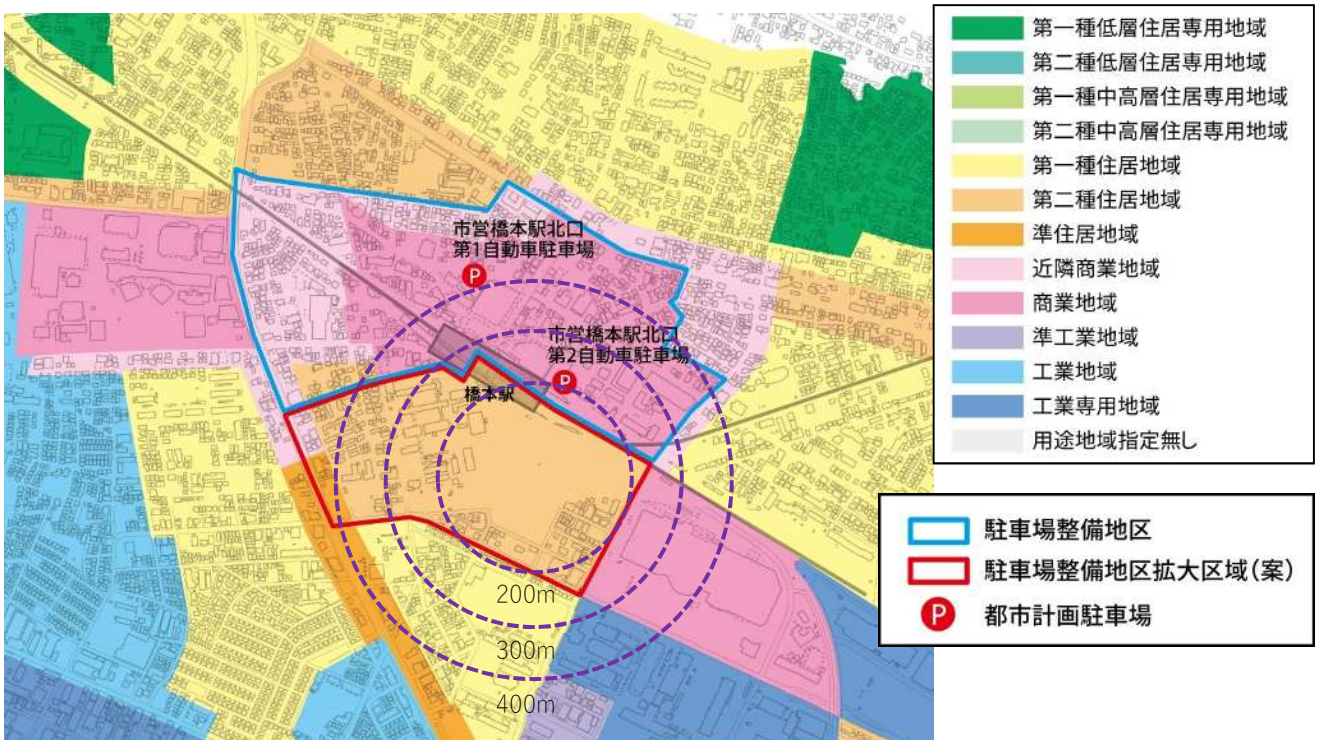 市営橋本駅北口
第1自動車駐車場
P
市営橋本駅北口
第2自動車駐車場
P
橋本駅
200m
300m
400m
第一種低層住居専用地域
第二種低層住居専用地域
第一種中高層住居専用地域
第二種中高層住居専用地域
第一種住居地域
第二種住居地域
準住居地域
近隣商業地域
商業地域
準工業地域
工業地域
工業専用地域
用途地域指定無し
駐車場整備地区
駐車場整備地区拡大区域(案)
P 都市計画駐車場